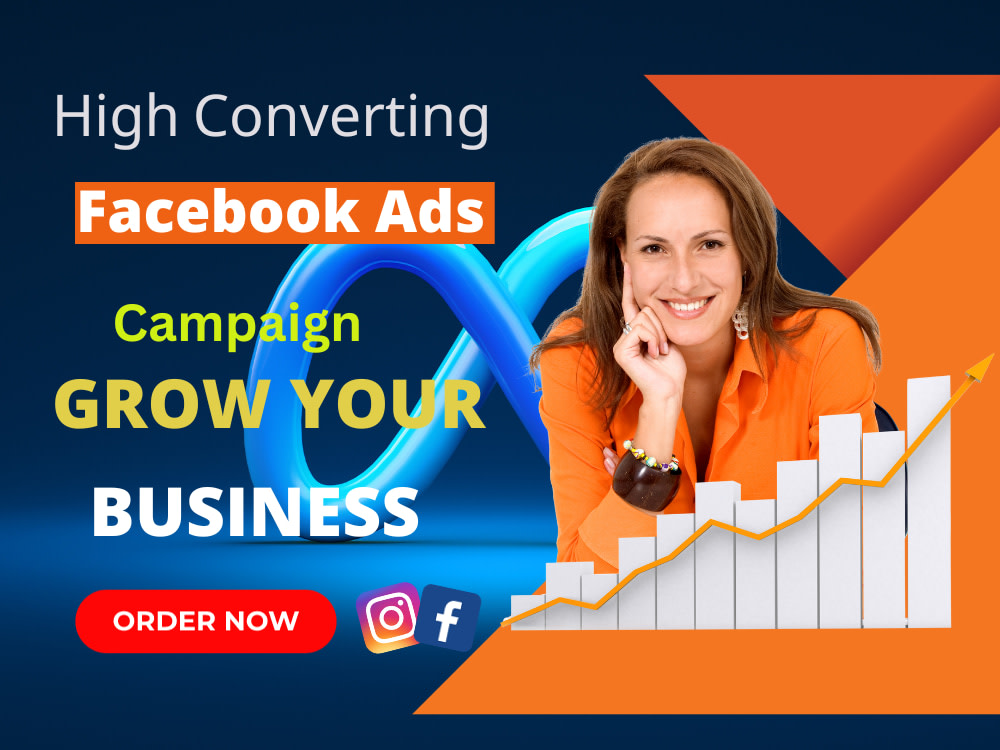 High Converting
Facebook Ads
Campaign
GROW YOUR
BUSINESS
ORDER NOW